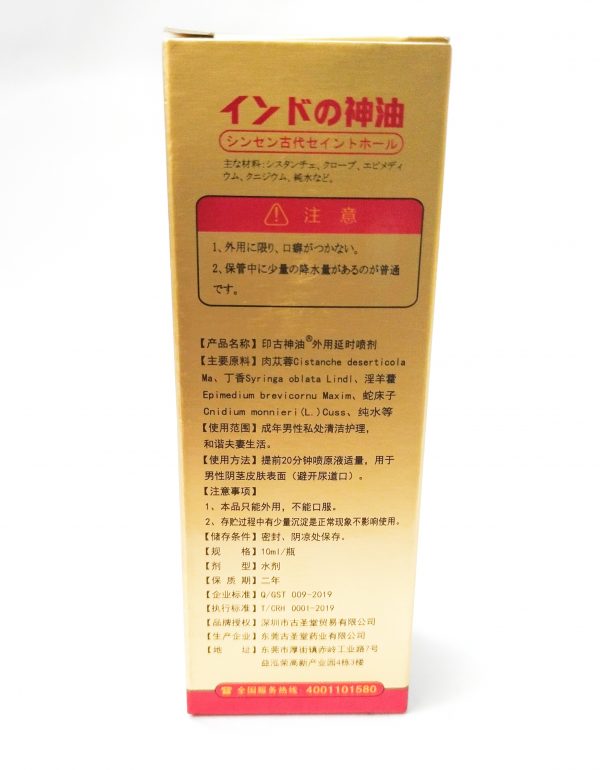 インドの神油
シンセン古代セイントホール
主な材料:シスタンチェ、クローブ、エピメディ
ウム、クニジウム、純水など。
注意
1、外用に限り、口癖がつかない。
2、保管中に少量の降水量があるのが普通
です。
【产品名称】印古神油®外用延时喷剂
【主要原料】肉苁蓉Cistanche deserticola
Ma、丁香Syringa oblata Lindl、淫羊藿
Epimedium brevicornu Maxim、蛇床子
Cnidium monnieri(L.)Cuss、纯水等
【使用范围】成年男性私处清洁护理，
和谐夫妻生活。
【使用方法】提前20分钟喷原液适量，用于
男性阴茎皮肤表面（避开尿道口）。
【注意事项】
1、本品只能外用，不能口服。
2、存贮过程中有少量沉淀是正常现象不影响使用。
【储存条件】密封、阴凉处保存。
【规 格】10ml/瓶
【剂 型】水剂
【保 质 期】二年
【企业标准】Q/GST 009-2019
【执行标准】T/CRH 0001-2019
【品牌授权】深圳市古圣堂贸易有限公司
【生产企业】东莞古圣堂药业有限公司
【地 址】东莞市厚街镇赤岭工业路7号
益泓荣高新产业园4栋3楼
☎ 全国服务热线：4001101580